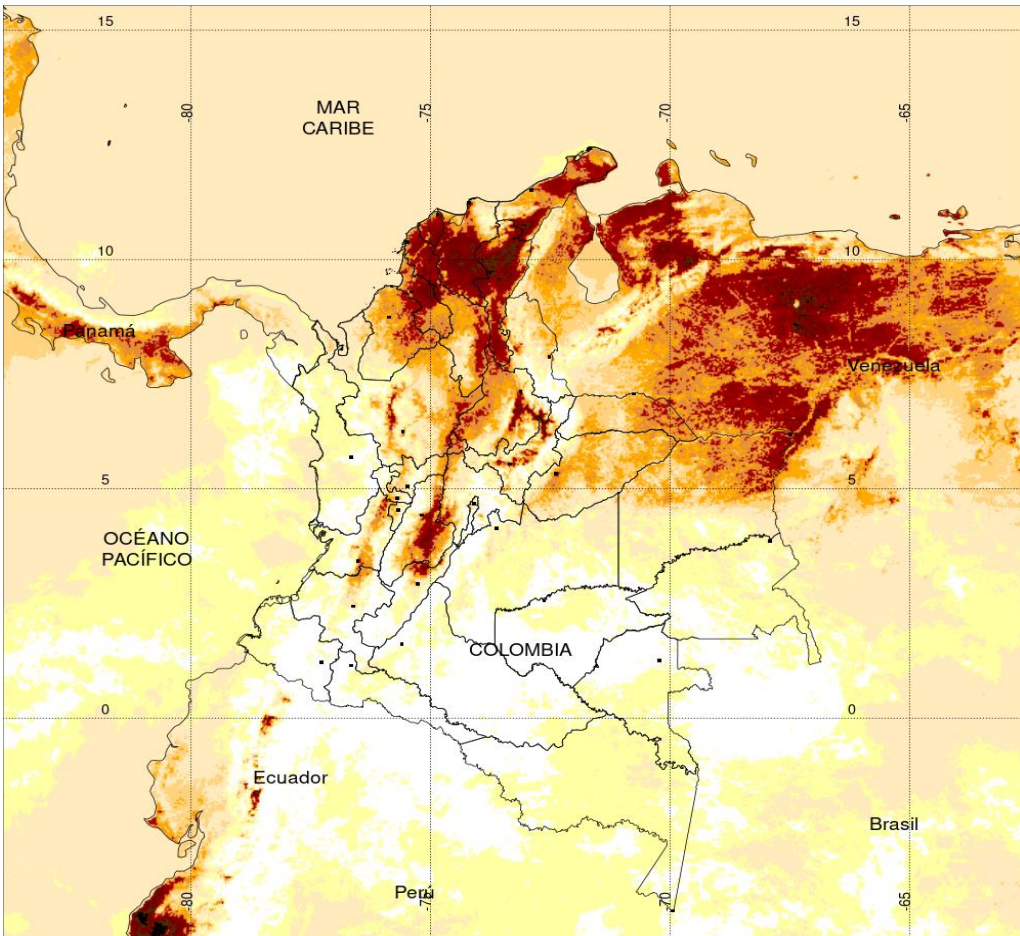 15
15
-80
-75
-70
-65
MAR
CARIBE
10
10
Panamá
Venezuela
5
5
OCÉANO
PACÍFICO
COLOMBIA
0
0
Ecuador
Brasil
Perú
-80
-75
-70
-65